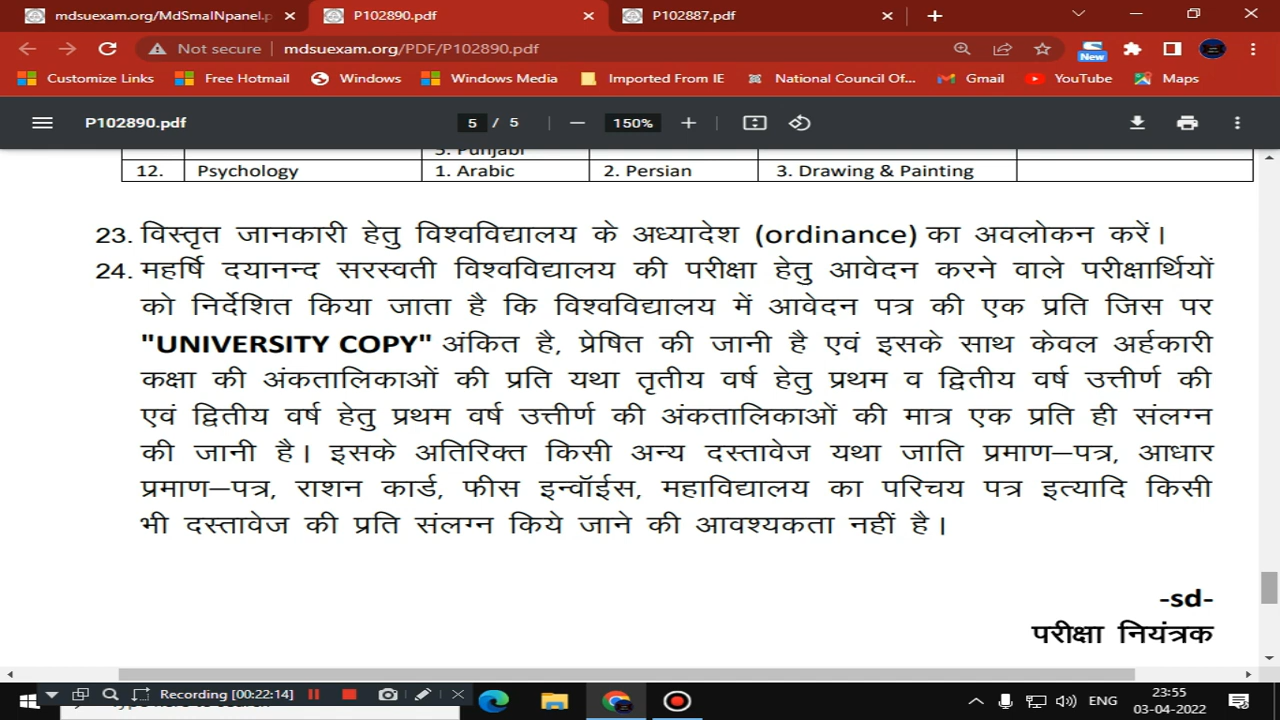 mdsuexam.org/MdSmaINpanel.p
P102890.pdf
P102887.pdf
Not secure | mdsuexam.org/PDF/P102890.pdf
New
Customize Links
Free Hotmail
Windows
Windows Media
Imported From IE
National Council Of...
Gmail
YouTube
Maps
P102890.pdf
5 / 5
150%
3. Punjabi
12. Psychology 1. Arabic 2. Persian 3. Drawing & Painting
23. विस्तृत जानकारी हेतु विश्वविद्यालय के अध्यादेश (ordinance) का अवलोकन करें।
24. महर्षि दयानन्द सरस्वती विश्वविद्यालय की परीक्षा हेतु आवेदन करने वाले परीक्षार्थियों
को निर्देशित किया जाता है कि विश्वविद्यालय में आवेदन पत्र की एक प्रति जिस पर
"UNIVERSITY COPY" अंकित है, प्रेषित की जानी है एवं इसके साथ केवल अर्हकारी
कक्षा की अंकतालिकाओं की प्रति यथा तृतीय वर्ष हेतु प्रथम व द्वितीय वर्ष उत्तीर्ण की
एवं द्वितीय वर्ष हेतु प्रथम वर्ष उत्तीर्ण की अंकतालिकाओं की मात्र एक प्रति ही संलग्न
की जानी है। इसके अतिरिक्त किसी अन्य दस्तावेज यथा जाति प्रमाण–पत्र, आधार
प्रमाण–पत्र, राशन कार्ड, फीस इन्वॉईस, महाविद्यालय का परिचय पत्र इत्यादि किसी
भी दस्तावेज की प्रति संलग्न किये जाने की आवश्यकता नहीं है।
-sd-
परीक्षा नियंत्रक
Recording [00:22:14]
ENG
23:55
03-04-2022